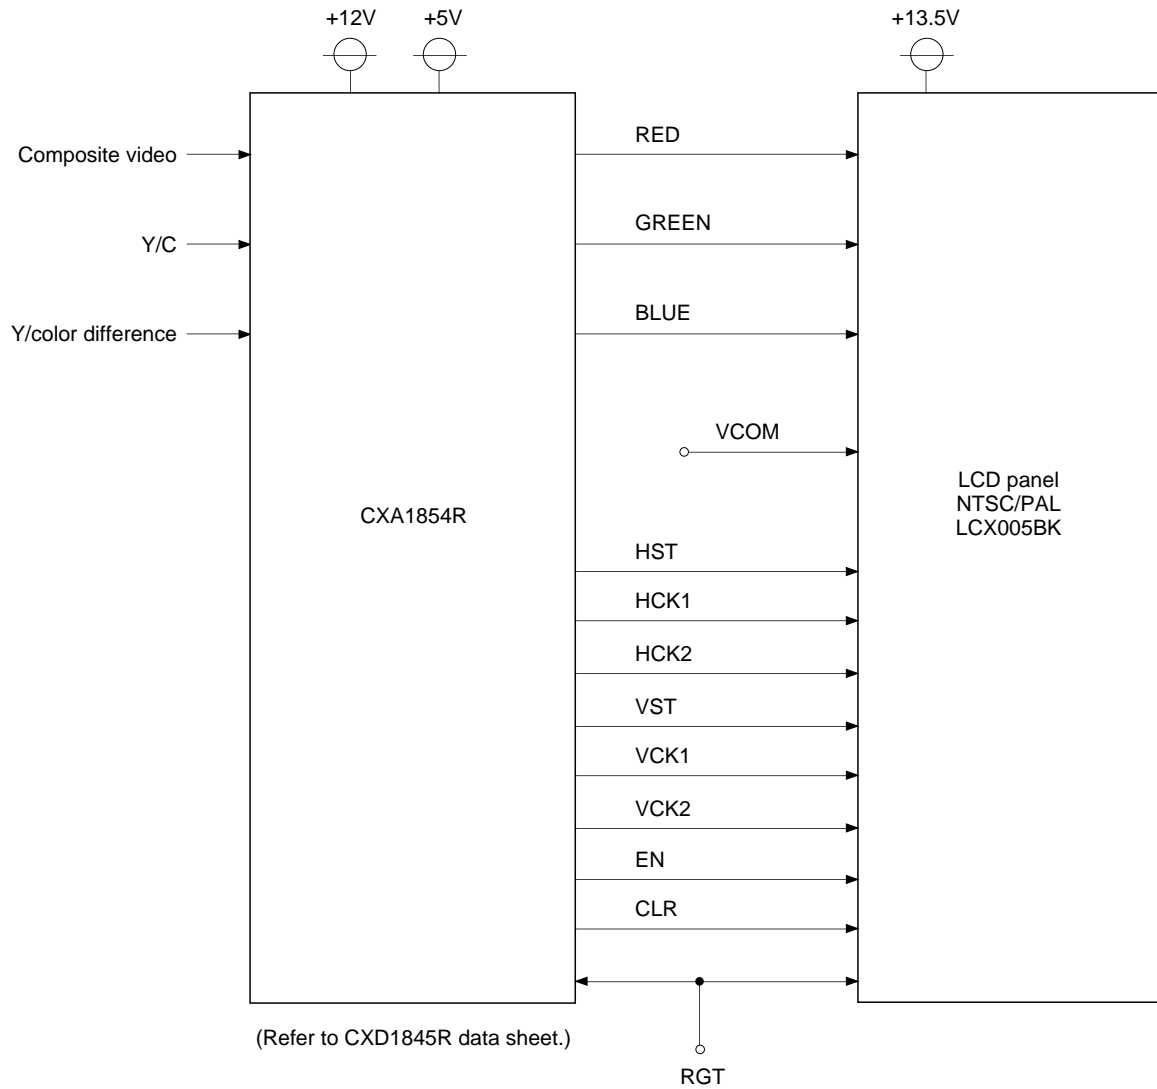 +12V
+5V
+13.5V
Composite video
RED
Y/C
GREEN
Y/color difference
BLUE
VCOM
CXA1854R
LCD panel
NTSC/PAL
LCX005BK
HST
HCK1
HCK2
VST
VCK1
VCK2
EN
CLR
(Refer to CXD1845R data sheet.)
RGT